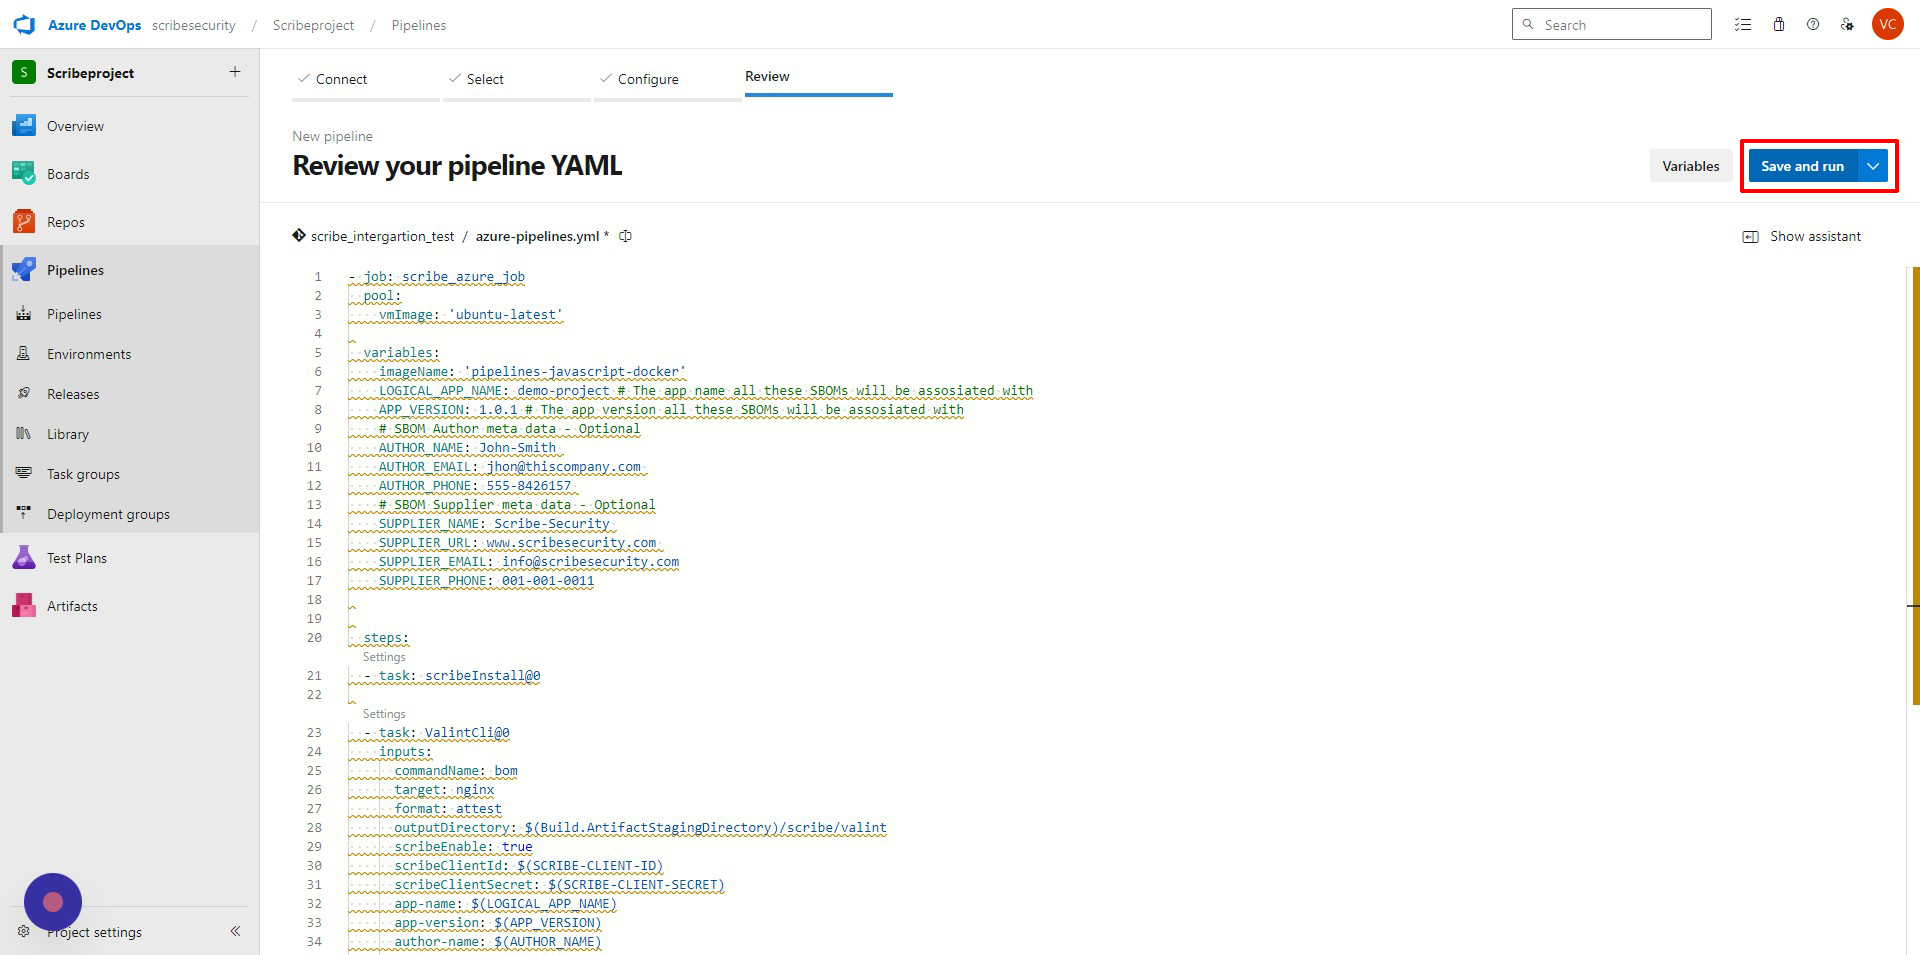 Azure DevOps scribesecurity / Scribeproject / Pipelines
Search
VC
S Scribeproject +
Overview
Boards
Repos
Pipelines
Pipelines
Environments
Releases
Library
Task groups
Deployment groups
Test Plans
Artifacts
Project settings
Connect
Select
Configure
Review
New pipeline
Review your pipeline YAML
Variables
Save and run
scribe_intergartion_test / azure-pipelines.yml *
Show assistant
1 - job: scribe_azure_job
2 pool:
3 vmImage: 'ubuntu-latest'
4
5 variables:
6 imageName: 'pipelines-javascript-docker'
7 LOGICAL_APP_NAME: demo-project # The app name all these SBOMs will be assosiated with
8 APP_VERSION: 1.0.1 # The app version all these SBOMs will be assosiated with
9 # SBOM Author meta data - Optional
10 AUTHOR_NAME: John-Smith
11 AUTHOR_EMAIL: jhon@thiscompany.com
12 AUTHOR_PHONE: 555-8426157
13 # SBOM Supplier meta data - Optional
14 SUPPLIER_NAME: Scribe-Security
15 SUPPLIER_URL: www.scribesecurity.com
16 SUPPLIER_EMAIL: info@scribesecurity.com
17 SUPPLIER_PHONE: 001-001-0011
18
19
20 steps:
Settings
21 - task: scribeInstall@0
22
Settings
23 - task: ValintCli@0
24 inputs:
25 commandName: bom
26 target: nginx
27 format: attest
28 outputDirectory: $(Build.ArtifactStagingDirectory)/scribe/valint
29 scribeEnable: true
30 scribeClientId: $(SCRIBE-CLIENT-ID)
31 scribeClientSecret: $(SCRIBE-CLIENT-SECRET)
32 app-name: $(LOGICAL_APP_NAME)
33 app-version: $(APP_VERSION)
34 author-name: $(AUTHOR_NAME)